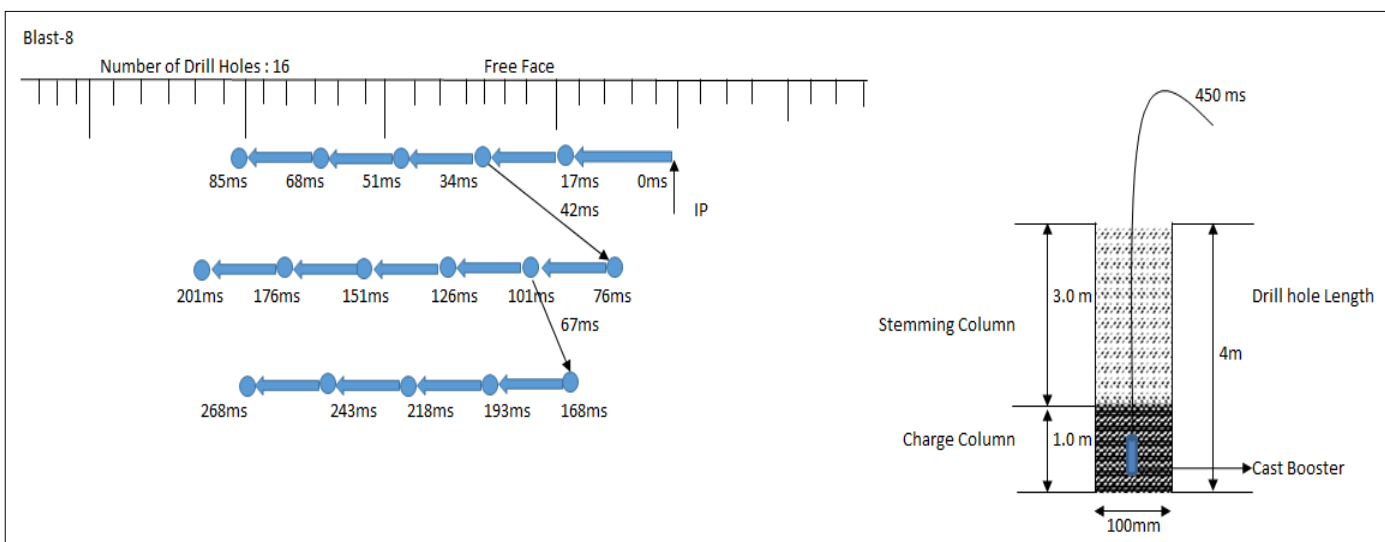 Blast-8
Number of Drill Holes : 16 Free Face
85ms 68ms 51ms 34ms 17ms 0ms
42ms IP
201ms 176ms 151ms 126ms 101ms 76ms
67ms
268ms 243ms 218ms 193ms 168ms
450 ms
3.0 m Drill hole Length
Stemming Column
4m
Charge Column 1.0 m
Cast Booster
100mm